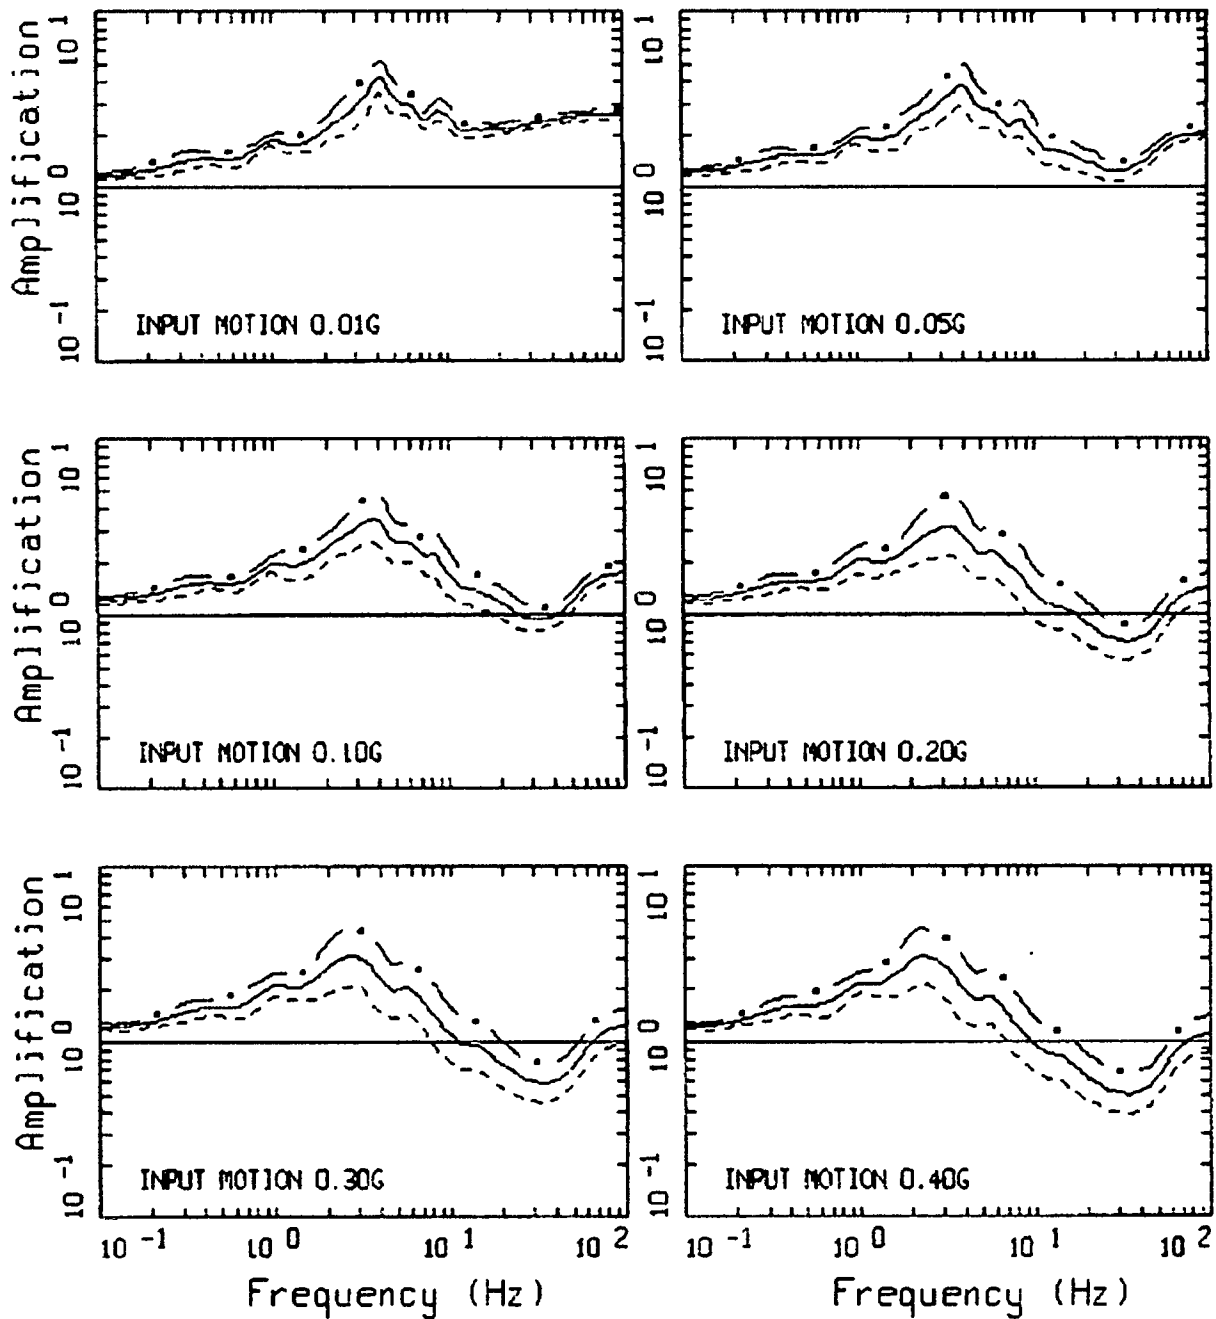 Amplification
10 1
10 0
10 -1
INPUT MOTION 0.01G
10 1
10 0
10 -1
INPUT MOTION 0.05G
Amplification
10 1
10 0
10 -1
INPUT MOTION 0.10G
10 1
10 0
10 -1
INPUT MOTION 0.20G
Amplification
10 1
10 0
10 -1
INPUT MOTION 0.30G
10 1
10 0
10 -1
INPUT MOTION 0.40G
10 -1 10 0 10 1 10 2
10 -1 10 0 10 1 10 2
Frequency (Hz)
Frequency (Hz)